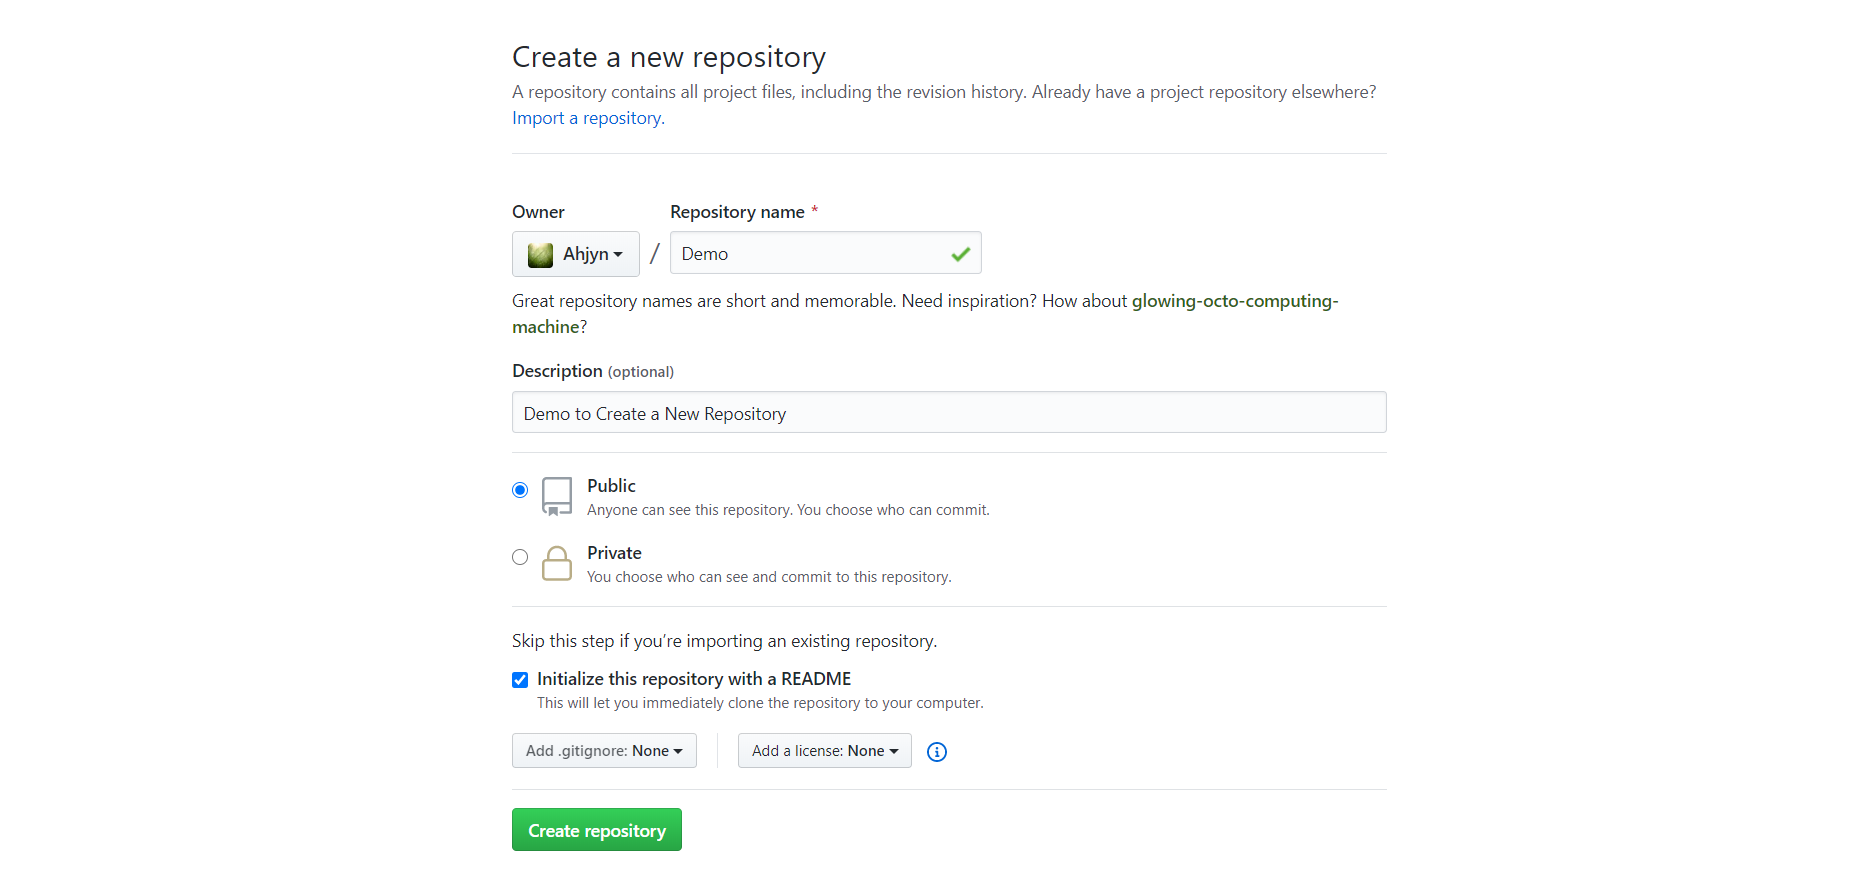 Create a new repository
A repository contains all project files, including the revision history. Already have a project repository elsewhere?
Import a repository.
Owner
Repository name *
Ahjyn
/
Demo
Great repository names are short and memorable. Need inspiration? How about glowing-octo-computing-
machine?
Description (optional)
Demo to Create a New Repository
Public
Anyone can see this repository. You choose who can commit.
Private
You choose who can see and commit to this repository.
Skip this step if you’re importing an existing repository.
Initialize this repository with a README
This will let you immediately clone the repository to your computer.
Add .gitignore: None
Add a license: None
Create repository